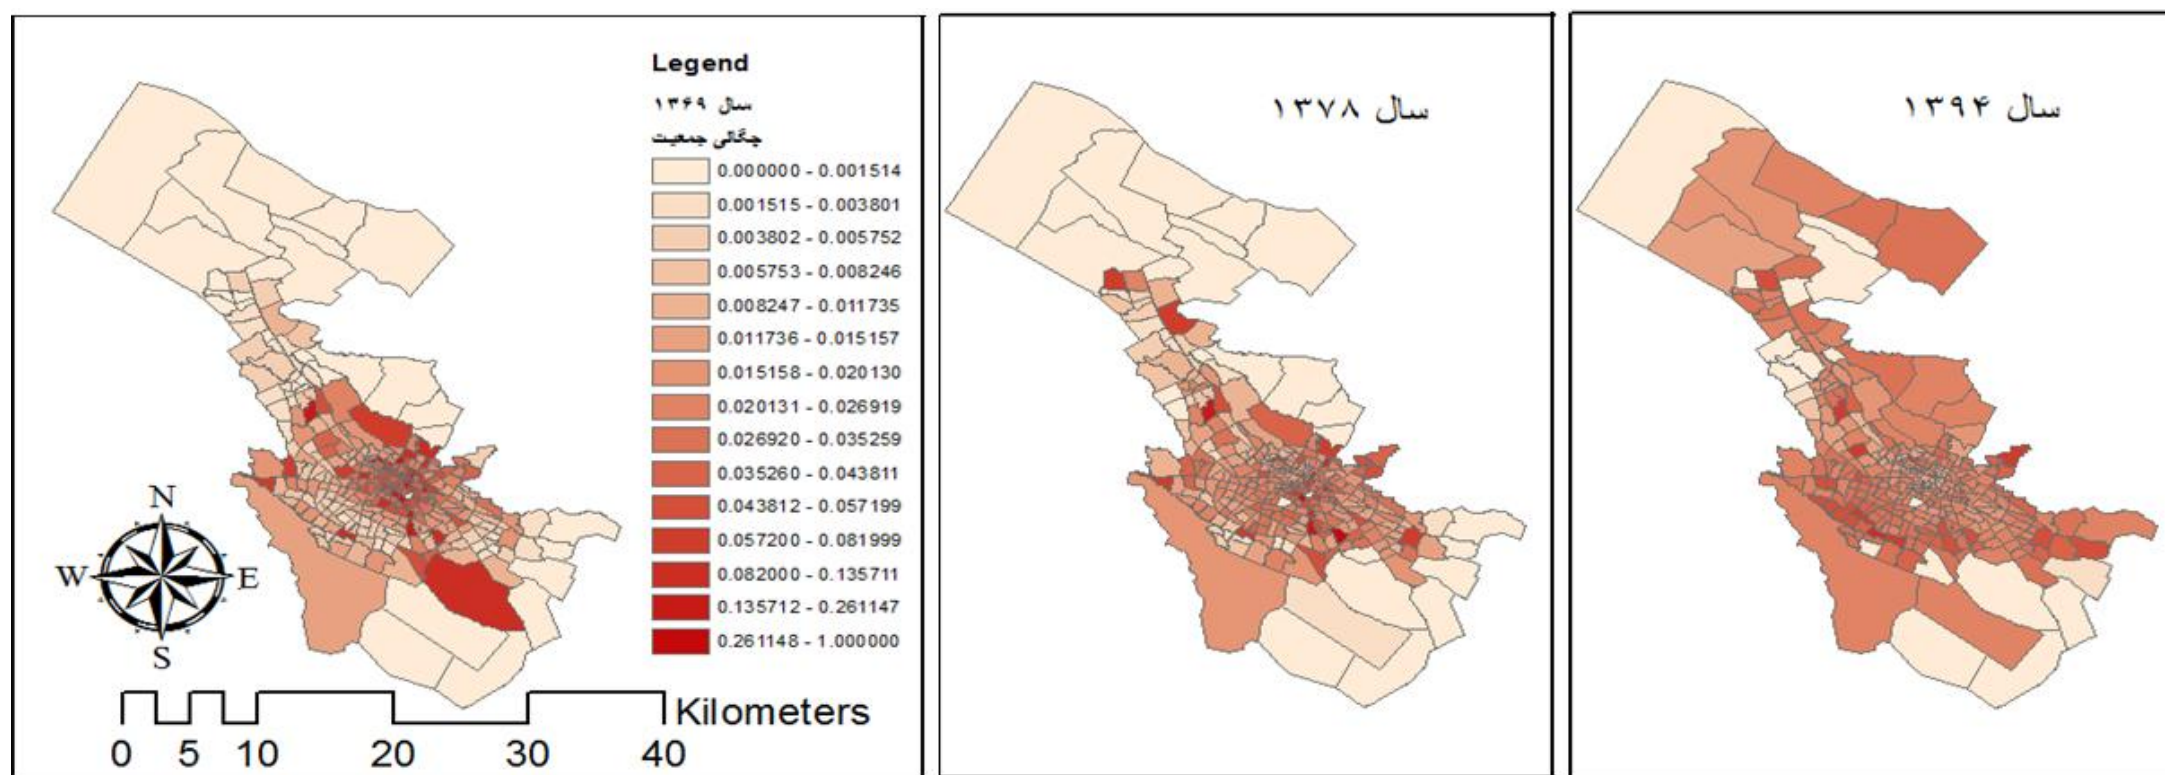 Legend
سال ۱۳۶۹
چگالی جمعیت
0.000000 - 0.001514
0.001515 - 0.003801
0.003802 - 0.005752
0.005753 - 0.008246
0.008247 - 0.011735
0.011736 - 0.015157
0.015158 - 0.020130
0.020131 - 0.026919
0.026920 - 0.035259
0.035260 - 0.043811
0.043812 - 0.057199
0.057200 - 0.081999
0.082000 - 0.135711
0.135712 - 0.261147
0.261148 - 1.000000
N
W E
S
Kilometers
0 5 10 20 30 40
سال ۱۳۷۸
سال ۱۳۹۴